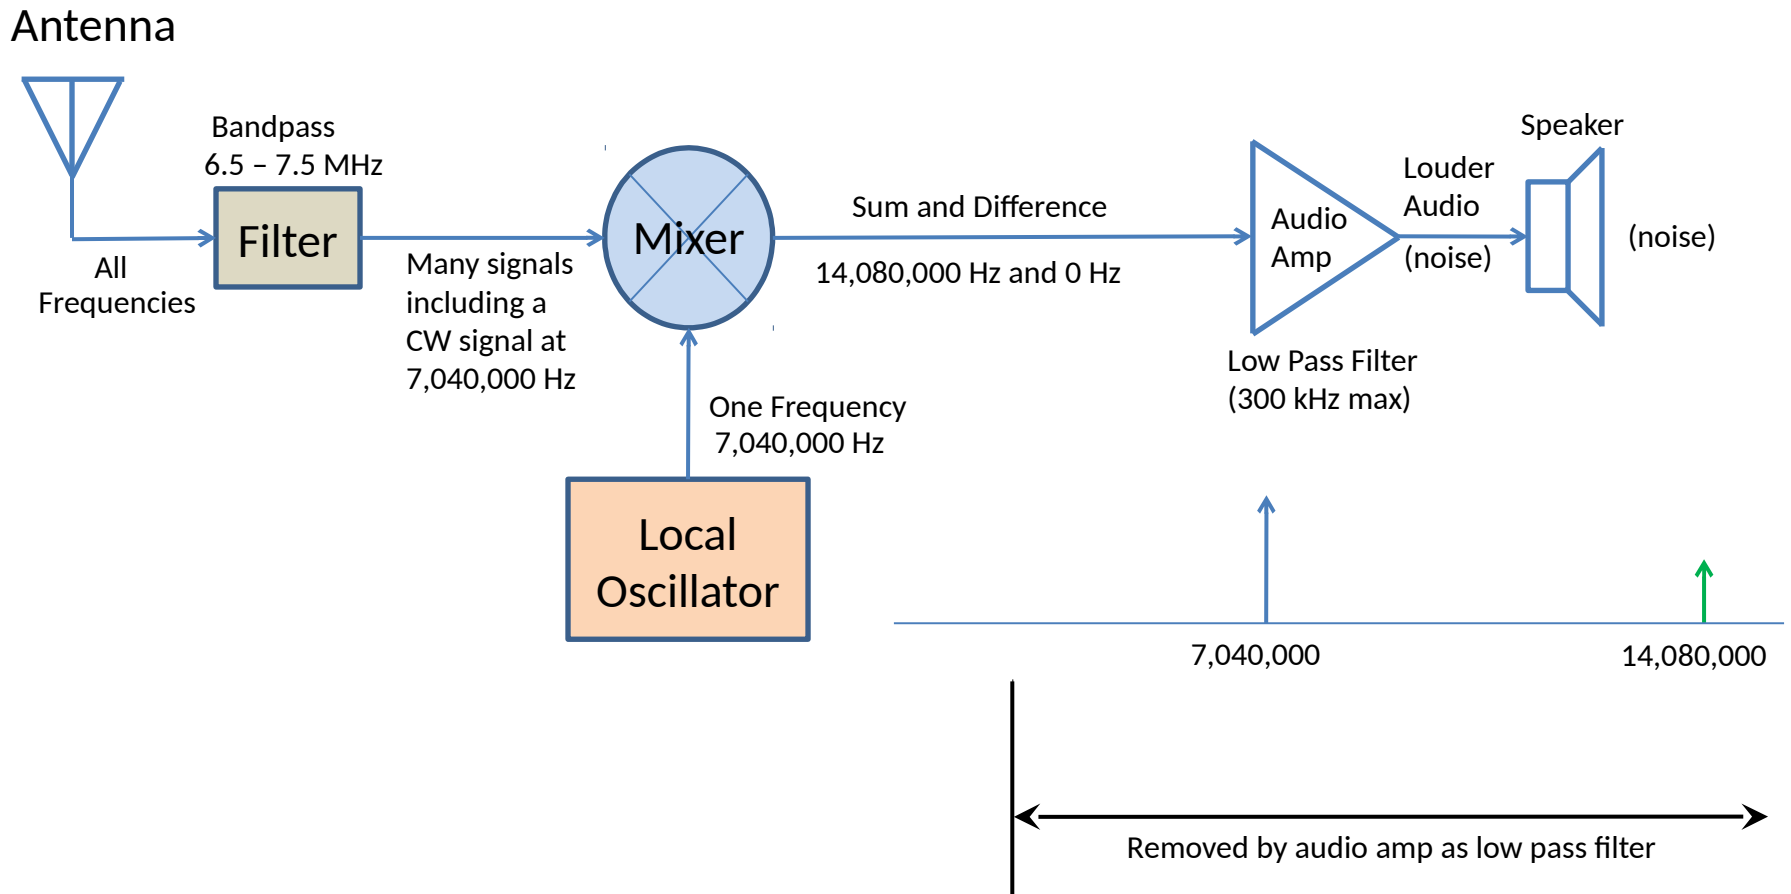 Antenna
Bandpass
6.5 – 7.5 MHz
Filter
All
Frequencies
Many signals
including a
CW signal at
7,040,000 Hz
Mixer
One Frequency
7,040,000 Hz
Local
Oscillator
Sum and Difference
14,080,000 Hz and 0 Hz
Audio
Amp
Low Pass Filter
(300 kHz max)
Louder
Audio
(noise)
Speaker
(noise)
7,040,000
14,080,000
Removed by audio amp as low pass filter